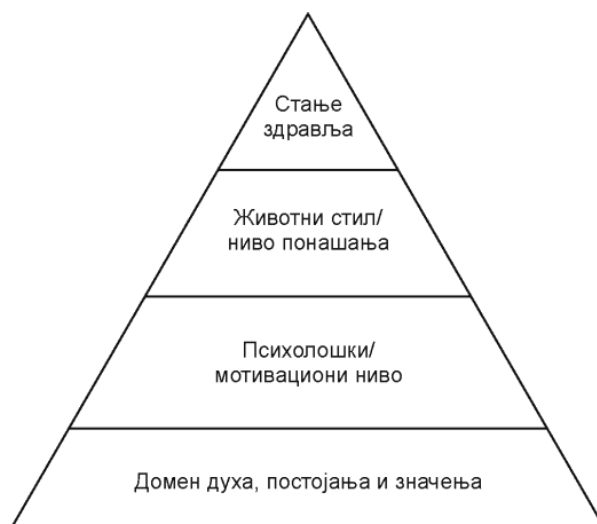 Стање
здравља
Животни стил/
ниво понашања
Психолошки/
мотивациони ниво
Домен духа, постојања и значења